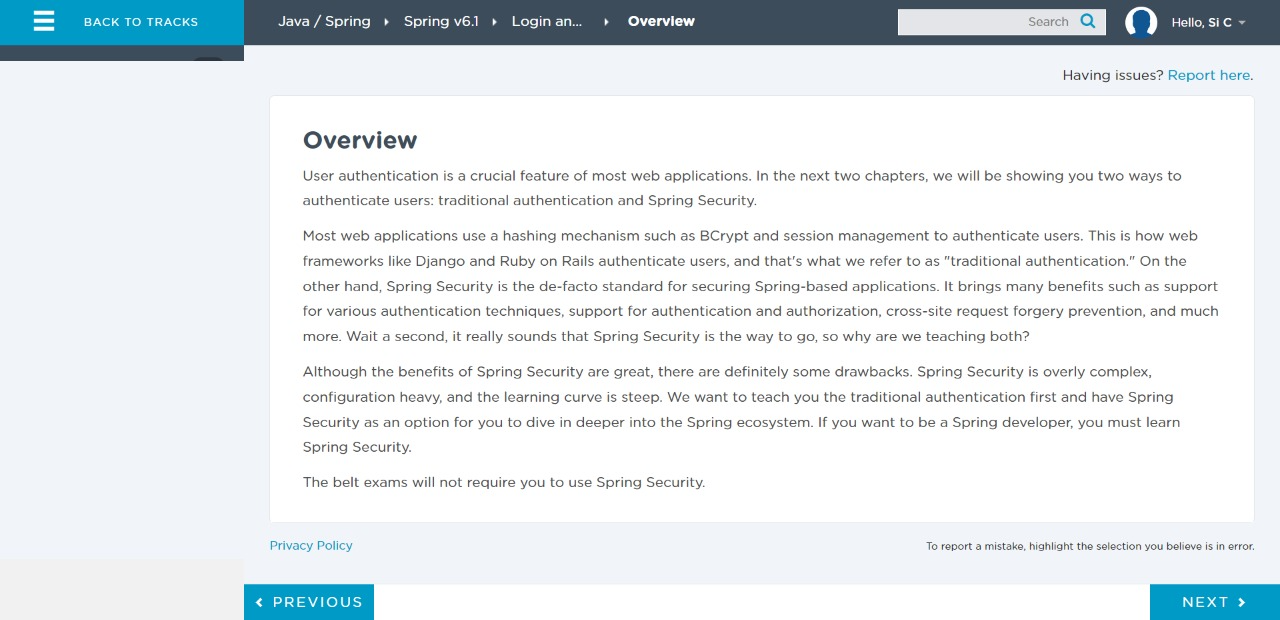 BACK TO TRACKS
Java / Spring Spring v6.1 Login an... Overview
Search
Hello, Si C
Having issues? Report here.
Overview
User authentication is a crucial feature of most web applications. In the next two chapters, we will be showing you two ways to
authenticate users: traditional authentication and Spring Security.
Most web applications use a hashing mechanism such as BCrypt and session management to authenticate users. This is how web
frameworks like Django and Ruby on Rails authenticate users, and that's what we refer to as "traditional authentication." On the
other hand, Spring Security is the de-facto standard for securing Spring-based applications. It brings many benefits such as support
for various authentication techniques, support for authentication and authorization, cross-site request forgery prevention, and much
more. Wait a second, it really sounds that Spring Security is the way to go, so why are we teaching both?
Although the benefits of Spring Security are great, there are definitely some drawbacks. Spring Security is overly complex,
configuration heavy, and the learning curve is steep. We want to teach you the traditional authentication first and have Spring
Security as an option for you to dive in deeper into the Spring ecosystem. If you want to be a Spring developer, you must learn
Spring Security.
The belt exams will not require you to use Spring Security.
Privacy Policy
To report a mistake, highlight the selection you believe is in error.
PREVIOUS
NEXT